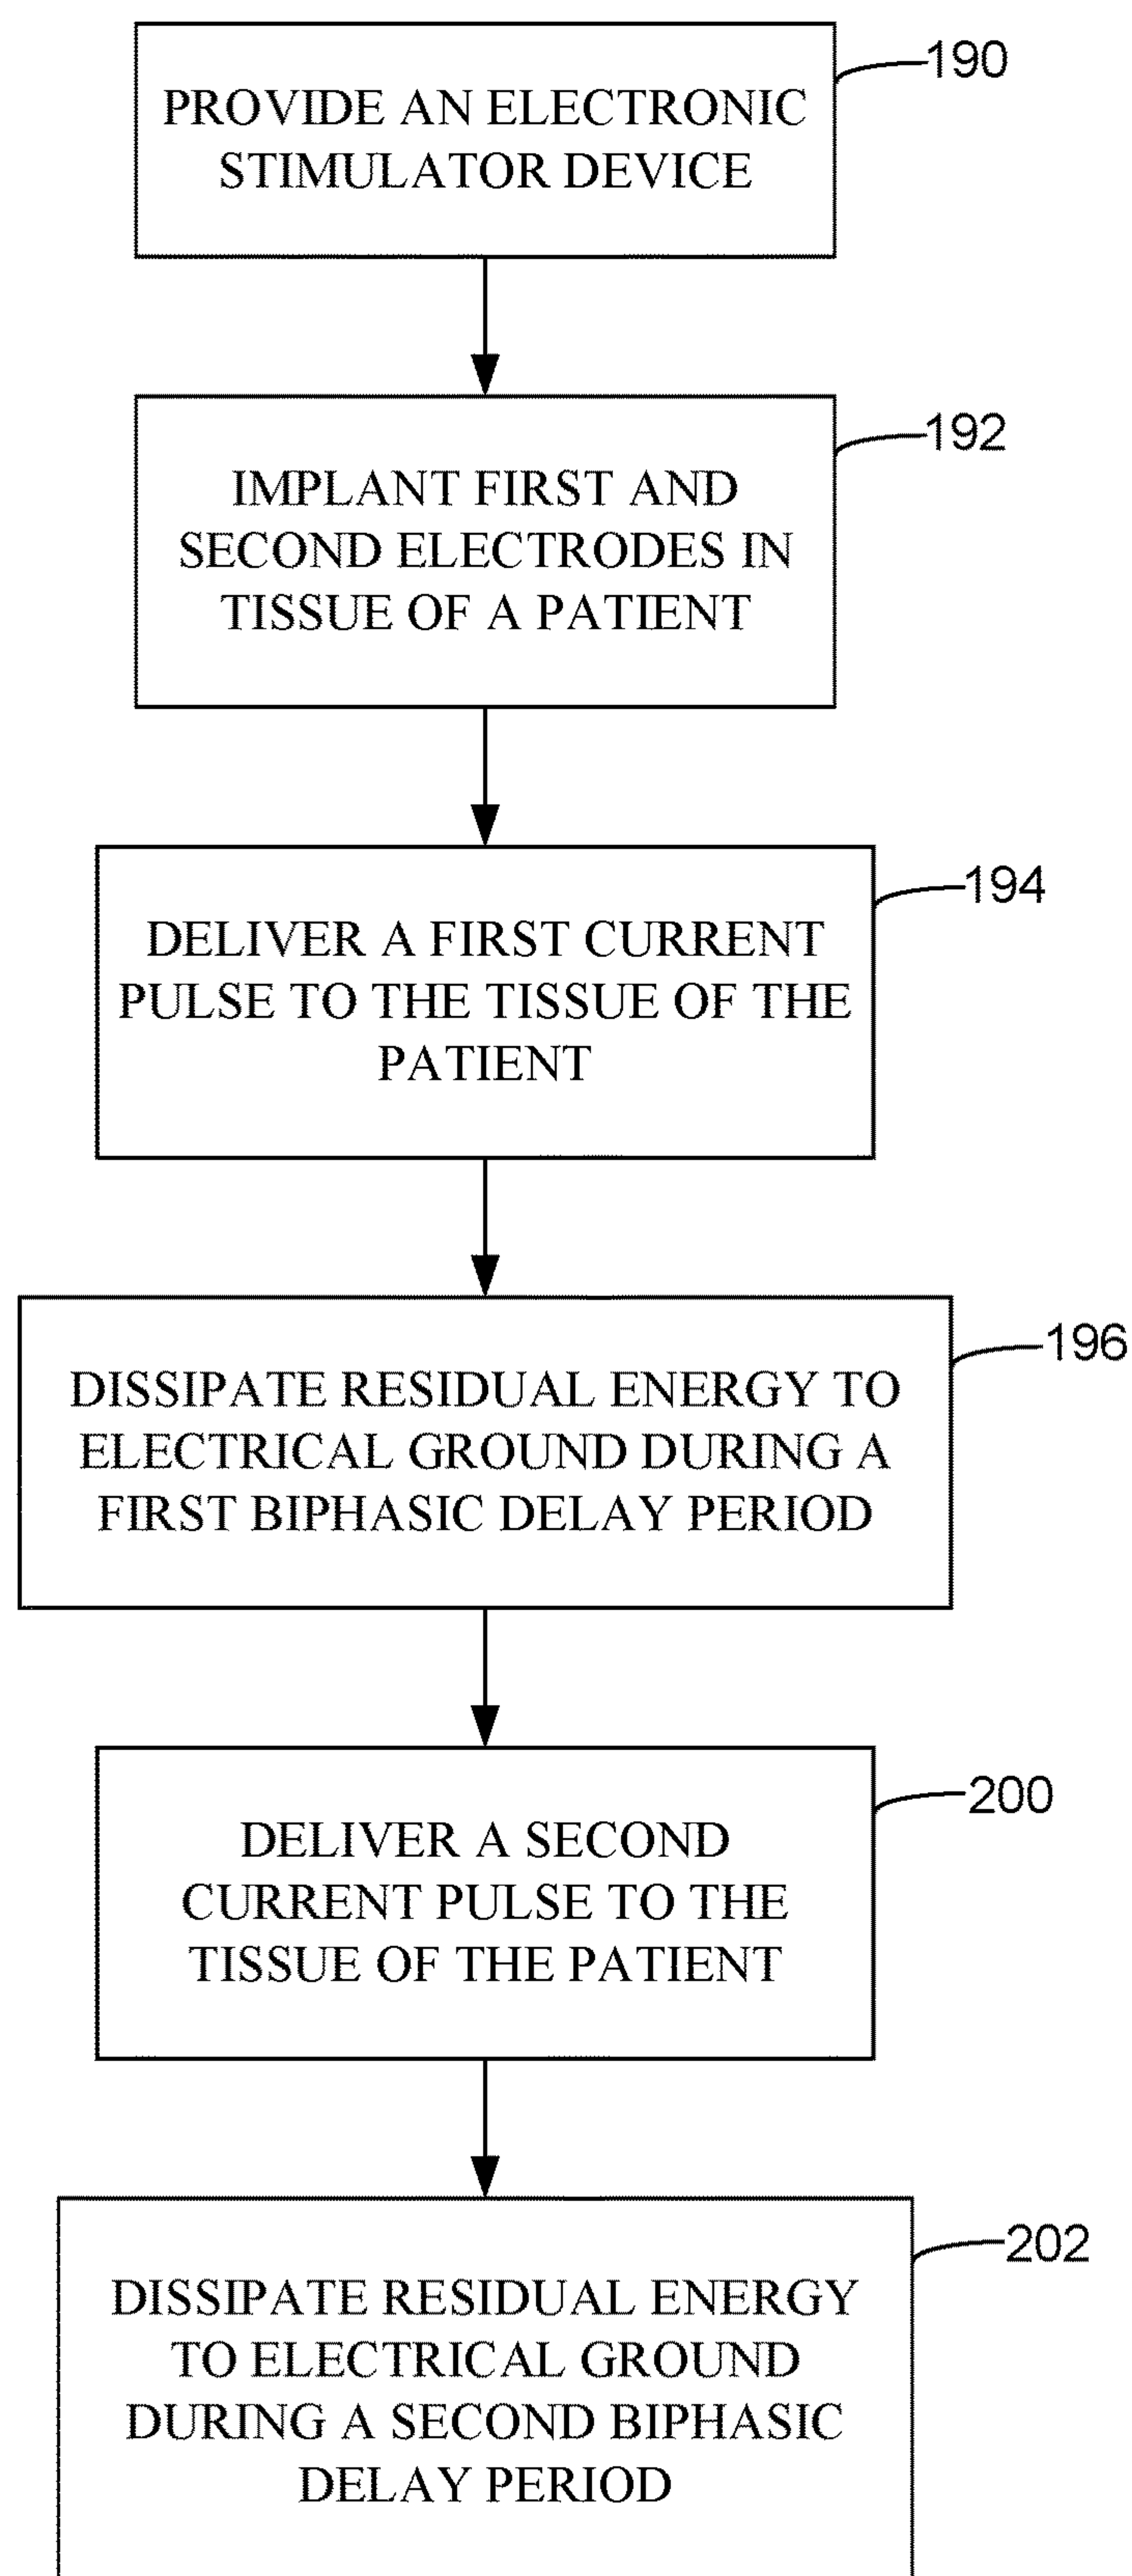 190
PROVIDE AN ELECTRONIC
STIMULATOR DEVICE
192
IMPLANT FIRST AND
SECOND ELECTRODES IN
TISSUE OF A PATIENT
194
DELIVER A FIRST CURRENT
PULSE TO THE TISSUE OF THE
PATIENT
196
DISSIPATE RESIDUAL ENERGY TO
ELECTRICAL GROUND DURING A
FIRST BIPHASIC DELAY PERIOD
200
DELIVER A SECOND
CURRENT PULSE TO THE
TISSUE OF THE PATIENT
202
DISSIPATE RESIDUAL ENERGY
TO ELECTRICAL GROUND
DURING A SECOND BIPHASIC
DELAY PERIOD